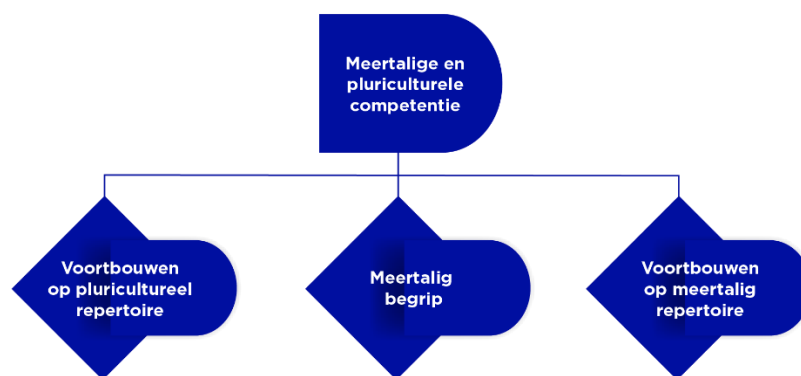 Meertalige en
pluriculturele
competentie
Voortbouwen
op pluricultureel
repertoire
Meertalig
begrip
Voortbouwen
op meertalig
repertoire